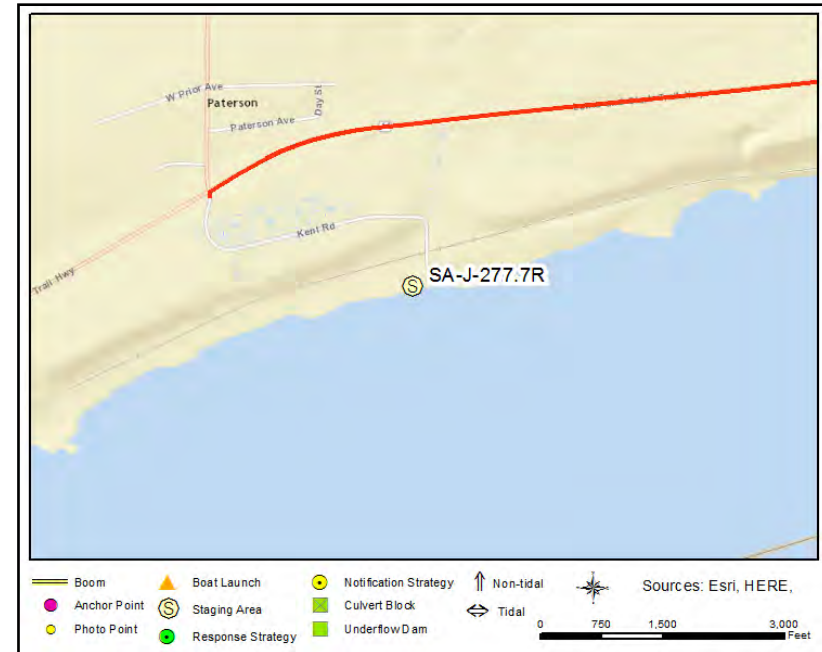 W Prior Ave
Paterson
Day St
Paterson Ave
Trail Hwy
Kent Rd
SA-J-277.7R
Trail Hwy
Boom
Boat Launch
Notification Strategy
Non-tidal
Sources: Esri, HERE,
Anchor Point
S Staging Area
Culvert Block
Tidal
Photo Point
Response Strategy
Underflow Dam
0 750 1,500 3,000
Feet